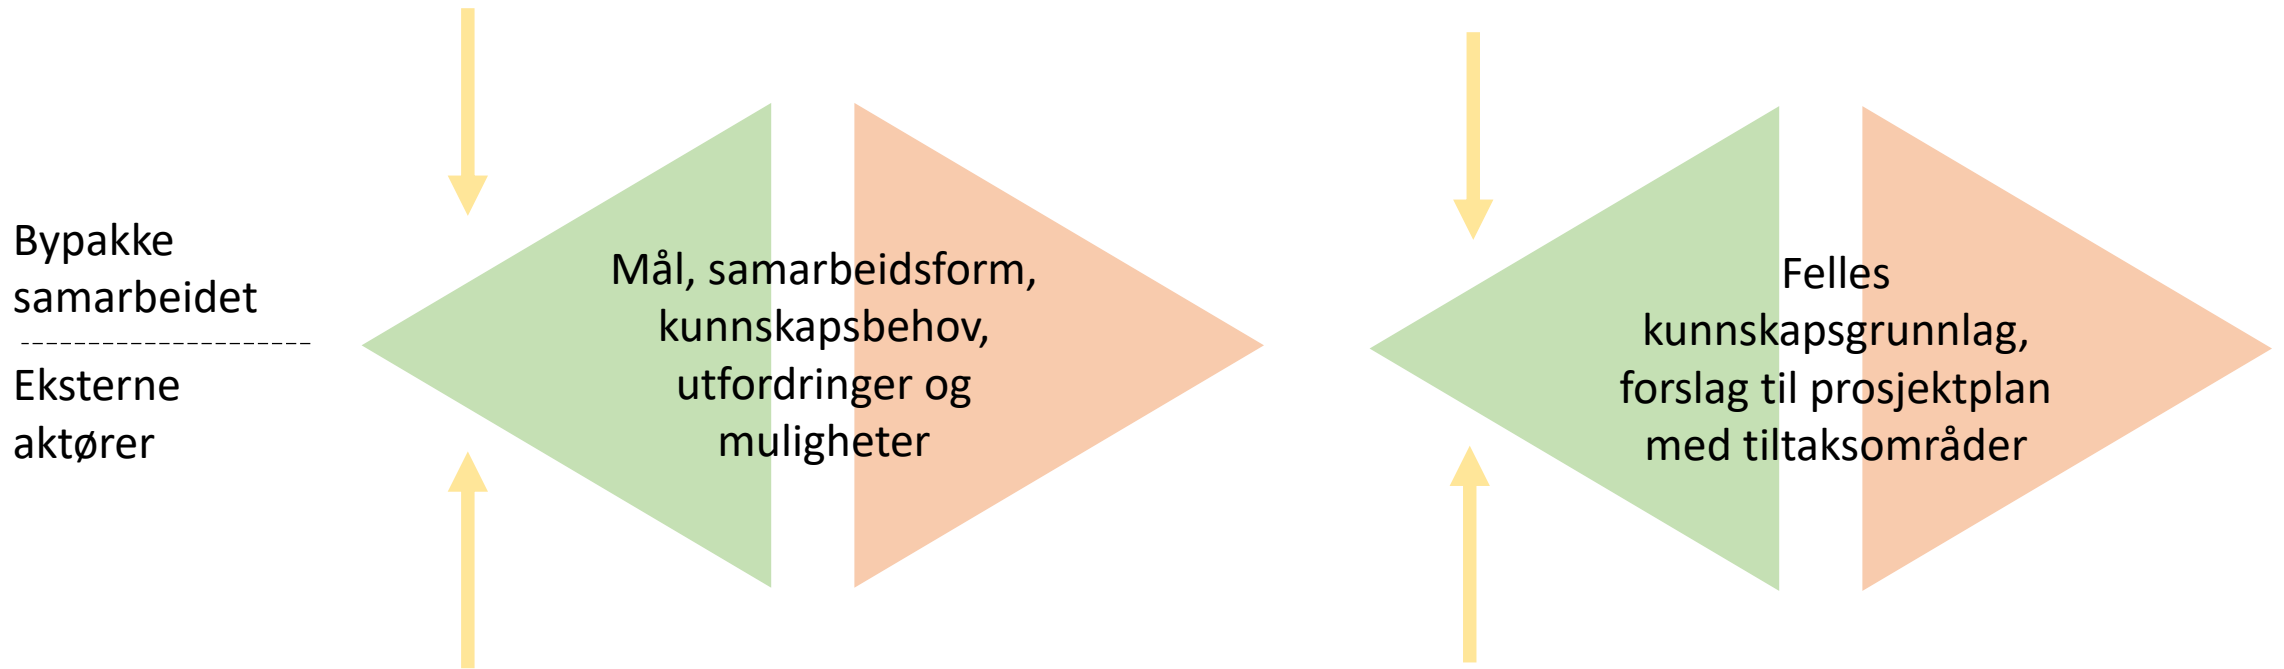 Bypakke
samarbeidet
Eksterne
aktører
Mål, samarbeidsform,
kunnskapsbehov,
utfordringer og
muligheter
Felles
kunnskapsgrunnlag,
forslag til prosjektplan
med tiltaksområder